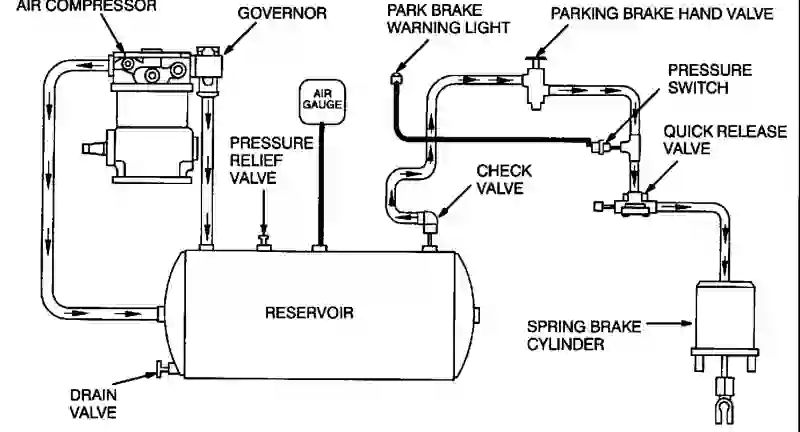 AIR COMPRESSOR
GOVERNOR
PARK BRAKE
WARNING LIGHT
PARKING BRAKE HAND VALVE
PRESSURE
SWITCH
AIR
GAUGE
QUICK RELEASE
VALVE
PRESSURE
RELIEF
VALVE
CHECK
VALVE
RESERVOIR
SPRING BRAKE
CYLINDER
DRAIN
VALVE